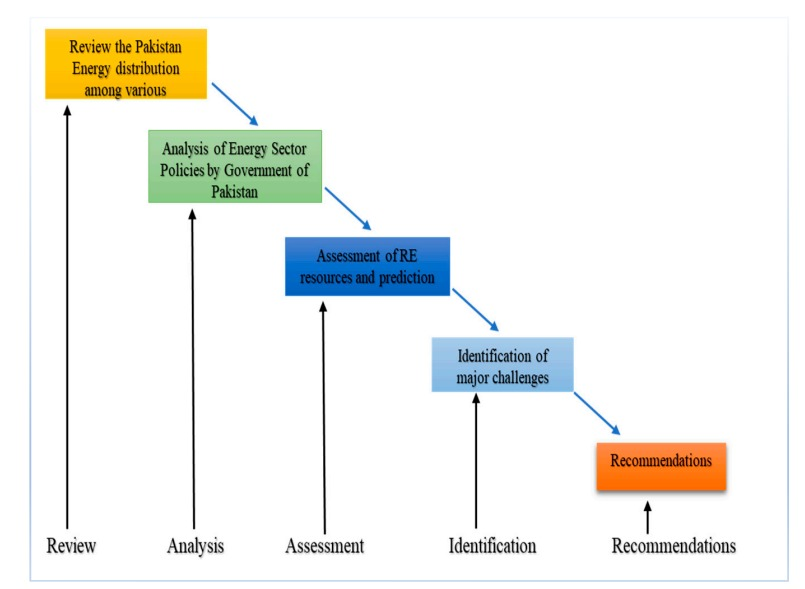 Review the Pakistan
Energy distribution
among various
Analysis of Energy Sector
Policies by Government of
Pakistan
Assessment of RE
resources and prediction
Identification of
major challenges
Recommendations
Review
Analysis
Assessment
Identification
Recommendations